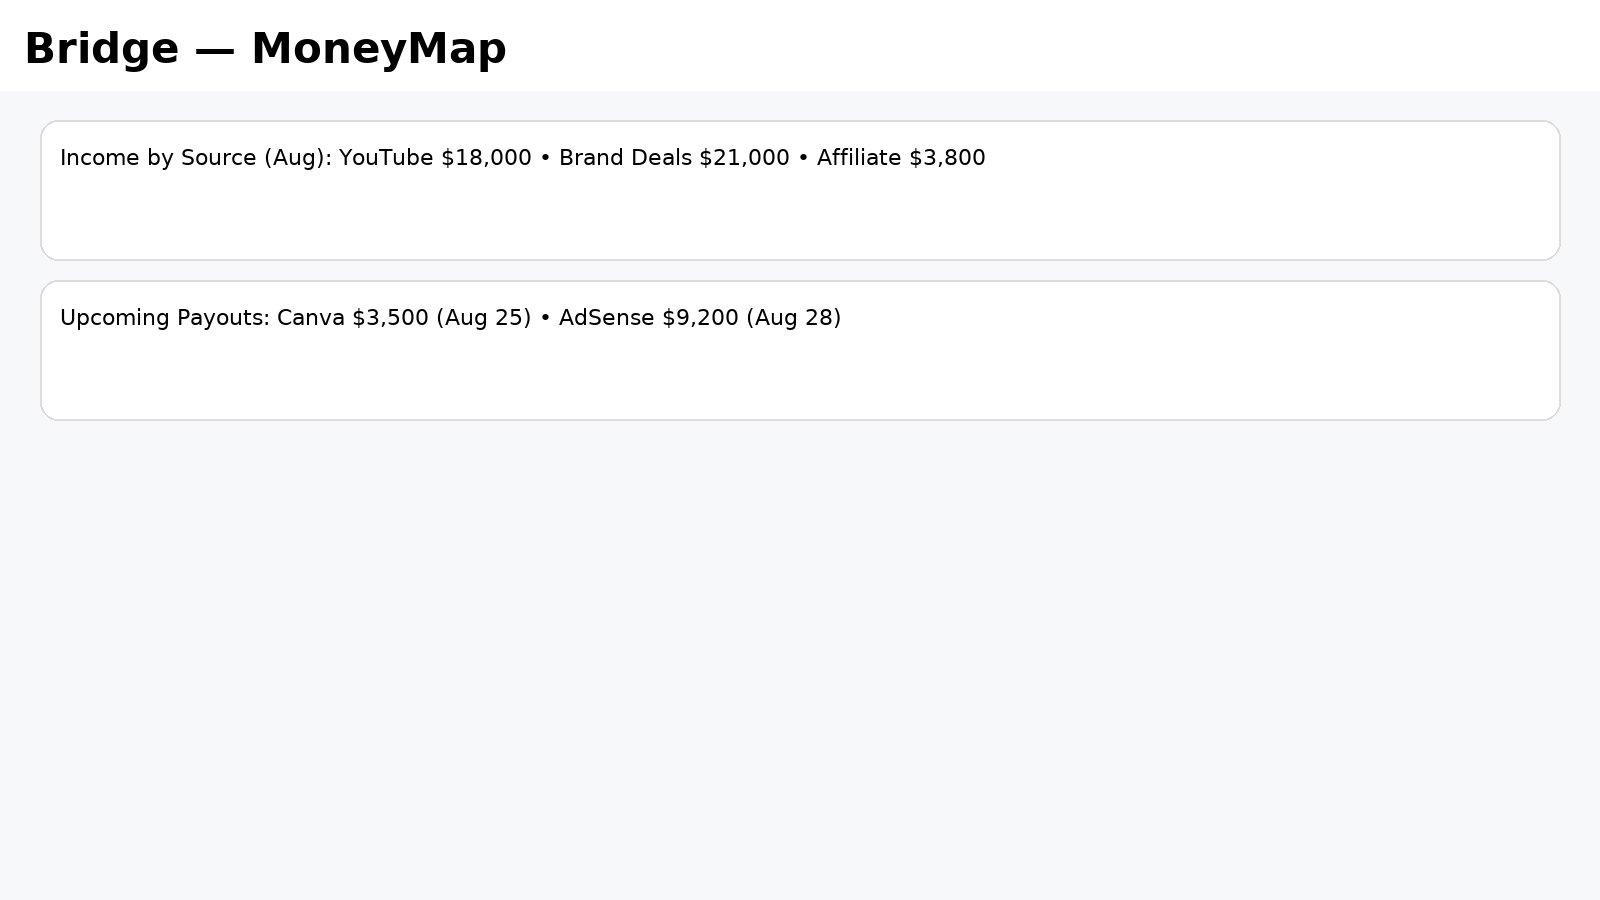 Bridge — MoneyMap
Income by Source (Aug): YouTube $18,000 • Brand Deals $21,000 • Affiliate $3,800
Upcoming Payouts: Canva $3,500 (Aug 25) • AdSense $9,200 (Aug 28)